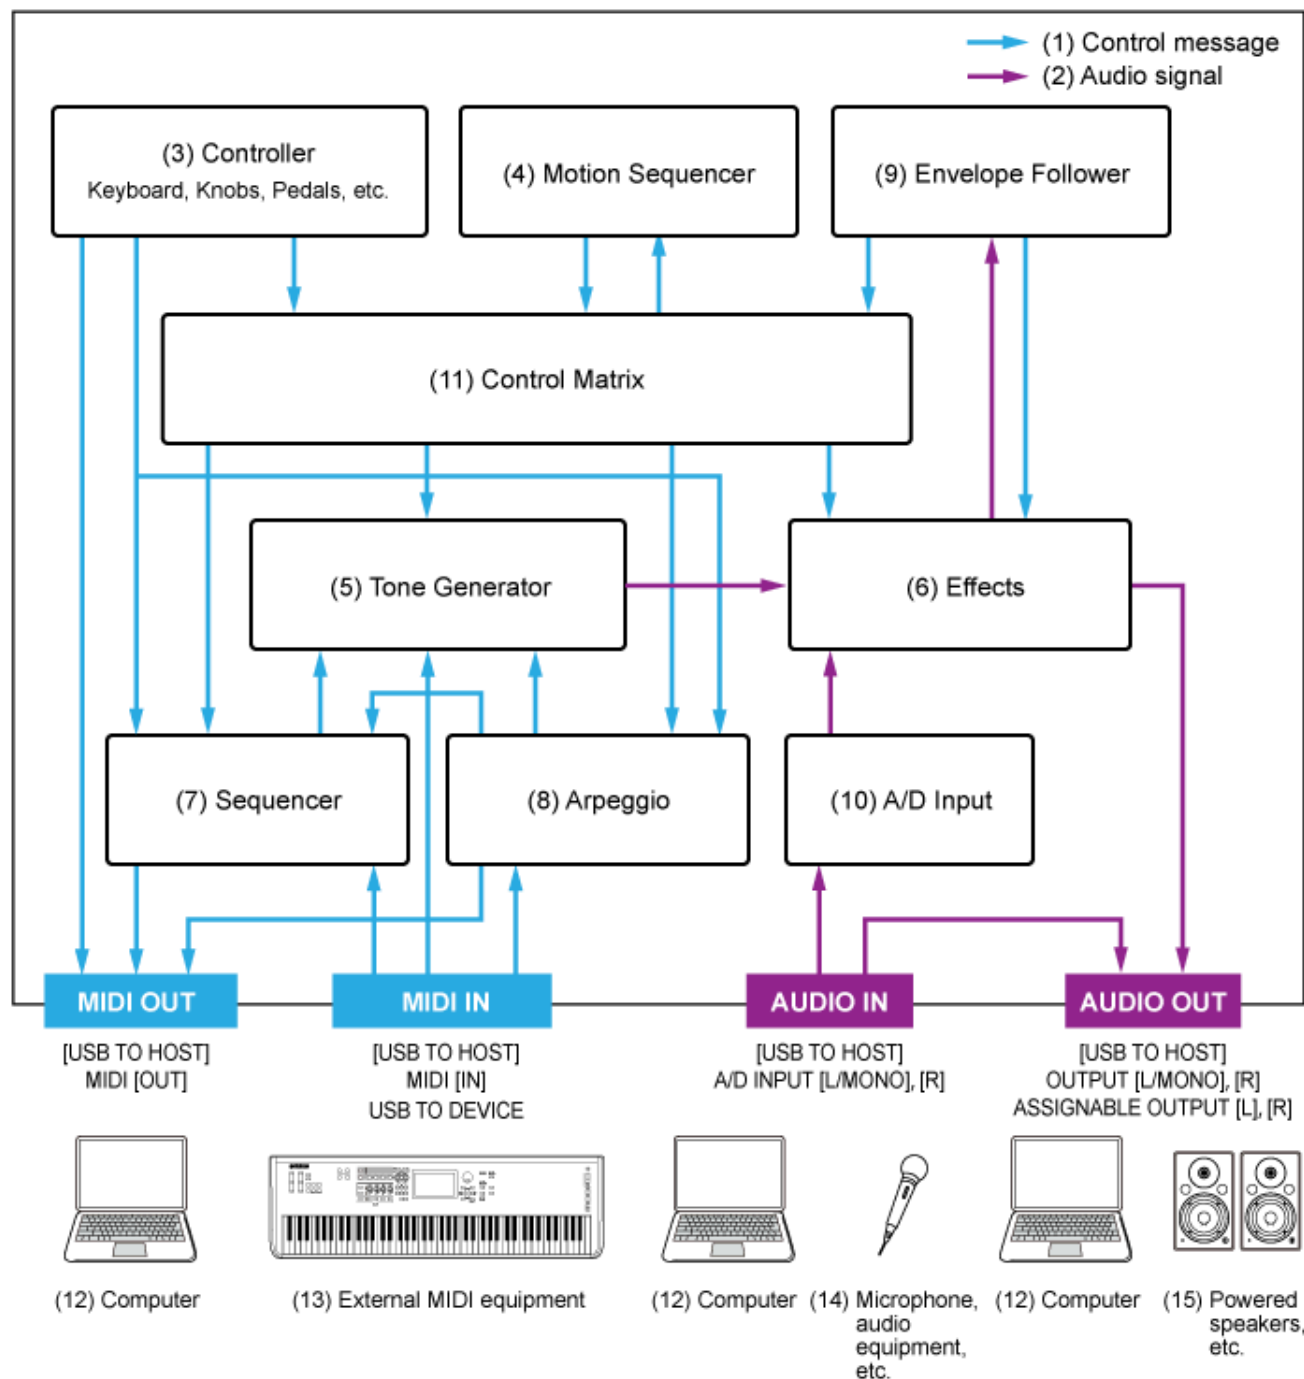 (1) Control message
(2) Audio signal
(3) Controller
Keyboard, Knobs, Pedals, etc.
(4) Motion Sequencer
(9) Envelope Follower
(11) Control Matrix
(5) Tone Generator
(6) Effects
(7) Sequencer
(8) Arpeggio
(10) A/D Input
MIDI OUT
MIDI IN
AUDIO IN
AUDIO OUT
[USB TO HOST]
MIDI [OUT]
[USB TO HOST]
MIDI [IN]
USB TO DEVICE
[USB TO HOST]
A/D INPUT [L/MONO], [R]
[USB TO HOST]
OUTPUT [L/MONO], [R]
ASSIGNABLE OUTPUT [L], [R]
(12) Computer
(13) External MIDI equipment
(12) Computer
(14) Microphone,
audio
equipment,
etc.
(12) Computer
(15) Powered
speakers,
etc.